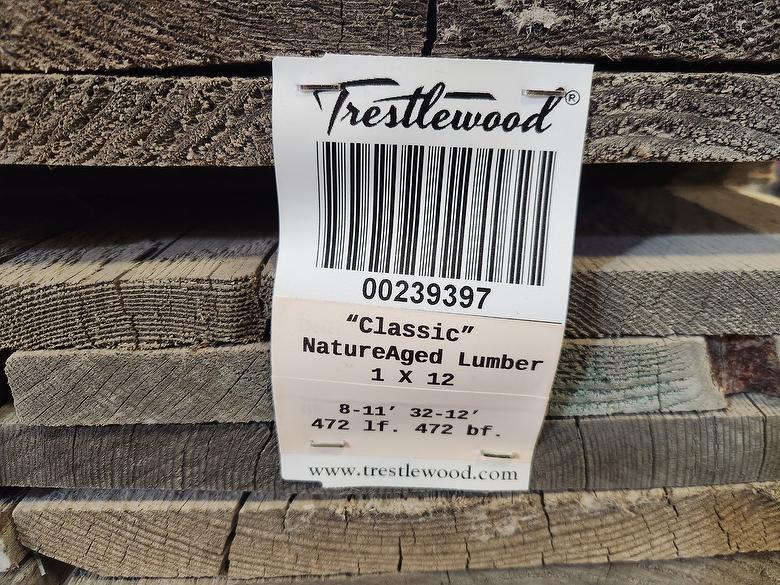 Trestlewood®
00239397
“Classic”
NatureAged Lumber
1 X 12
8-11' 32-12'
472 lf. 472 bf.
www.trestlewood.com